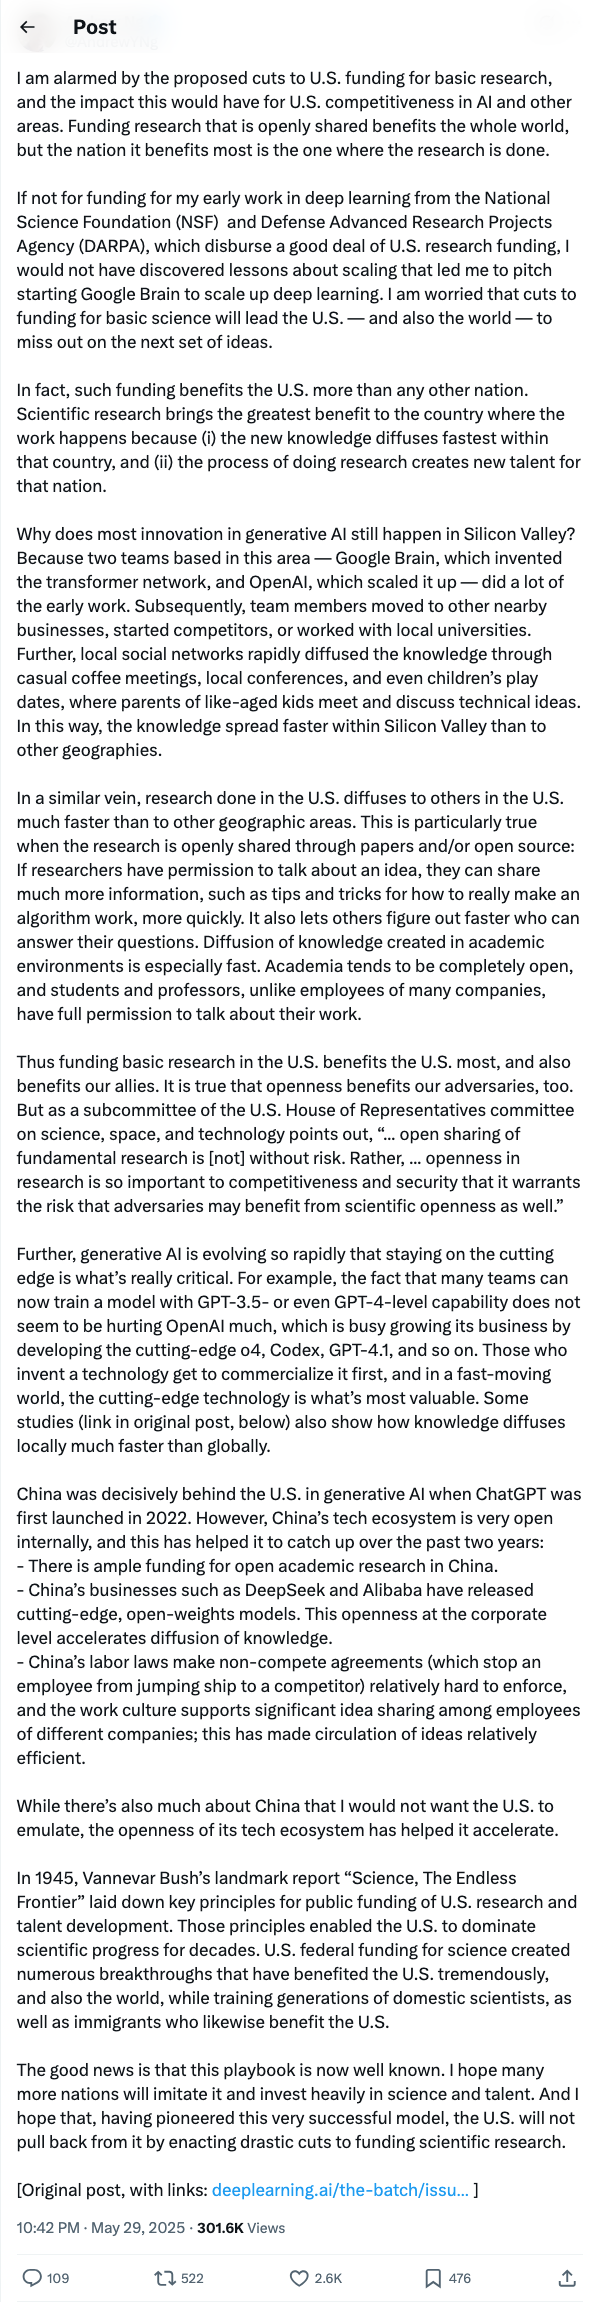 Post
I am alarmed by the proposed cuts to U.S. funding for basic research,
and the impact this would have for U.S. competitiveness in AI and other
areas. Funding research that is openly shared benefits the whole world,
but the nation it benefits most is the one where the research is done.
If not for funding for my early work in deep learning from the National
Science Foundation (NSF)  and Defense Advanced Research Projects
Agency (DARPA), which disburse a good deal of U.S. research funding, I
would not have discovered lessons about scaling that led me to pitch
starting Google Brain to scale up deep learning. I am worried that cuts to
funding for basic science will lead the U.S. — and also the world — to
miss out on the next set of ideas.
In fact, such funding benefits the U.S. more than any other nation.
Scientific research brings the greatest benefit to the country where the
work happens because (i) the new knowledge diffuses fastest within
that country, and (ii) the process of doing research creates new talent for
that nation.
Why does most innovation in generative AI still happen in Silicon Valley?
Because two teams based in this area — Google Brain, which invented
the transformer network, and OpenAI, which scaled it up — did a lot of
the early work. Subsequently, team members moved to other nearby
businesses, started competitors, or worked with local universities.
Further, local social networks rapidly diffused the knowledge through
casual coffee meetings, local conferences, and even children’s play
dates, where parents of like-aged kids meet and discuss technical ideas.
In this way, the knowledge spread faster within Silicon Valley than to
other geographies.
In a similar vein, research done in the U.S. diffuses to others in the U.S.
much faster than to other geographic areas. This is particularly true
when the research is openly shared through papers and/or open source:
If researchers have permission to talk about an idea, they can share
much more information, such as tips and tricks for how to really make an
algorithm work, more quickly. It also lets others figure out faster who can
answer their questions. Diffusion of knowledge created in academic
environments is especially fast. Academia tends to be completely open,
and students and professors, unlike employees of many companies,
have full permission to talk about their work.
Thus funding basic research in the U.S. benefits the U.S. most, and also
benefits our allies. It is true that openness benefits our adversaries, too.
But as a subcommittee of the U.S. House of Representatives committee
on science, space, and technology points out, “... open sharing of
fundamental research is [not] without risk. Rather, ... openness in
research is so important to competitiveness and security that it warrants
the risk that adversaries may benefit from scientific openness as well.”
Further, generative AI is evolving so rapidly that staying on the cutting
edge is what’s really critical. For example, the fact that many teams can
now train a model with GPT-3.5- or even GPT-4-level capability does not
seem to be hurting OpenAI much, which is busy growing its business by
developing the cutting-edge o4, Codex, GPT-4.1, and so on. Those who
invent a technology get to commercialize it first, and in a fast-moving
world, the cutting-edge technology is what’s most valuable. Some
studies (link in original post, below) also show how knowledge diffuses
locally much faster than globally.
China was decisively behind the U.S. in generative AI when ChatGPT was
first launched in 2022. However, China’s tech ecosystem is very open
internally, and this has helped it to catch up over the past two years:
- There is ample funding for open academic research in China.
- China’s businesses such as DeepSeek and Alibaba have released
cutting-edge, open-weights models. This openness at the corporate
level accelerates diffusion of knowledge.
- China’s labor laws make non-compete agreements (which stop an
employee from jumping ship to a competitor) relatively hard to enforce,
and the work culture supports significant idea sharing among employees
of different companies; this has made circulation of ideas relatively
efficient.
While there’s also much about China that I would not want the U.S. to
emulate, the openness of its tech ecosystem has helped it accelerate.
In 1945, Vannevar Bush’s landmark report “Science, The Endless
Frontier” laid down key principles for public funding of U.S. research and
talent development. Those principles enabled the U.S. to dominate
scientific progress for decades. U.S. federal funding for science created
numerous breakthroughs that have benefited the U.S. tremendously,
and also the world, while training generations of domestic scientists, as
well as immigrants who likewise benefit the U.S.
The good news is that this playbook is now well known. I hope many
more nations will imitate it and invest heavily in science and talent. And I
hope that, having pioneered this very successful model, the U.S. will not
pull back from it by enacting drastic cuts to funding scientific research.
[Original post, with links: deeplearning.ai/the-batch/issu... ]
10:42 PM · May 29, 2025 · 301.6K Views
109 522 2.6K 476